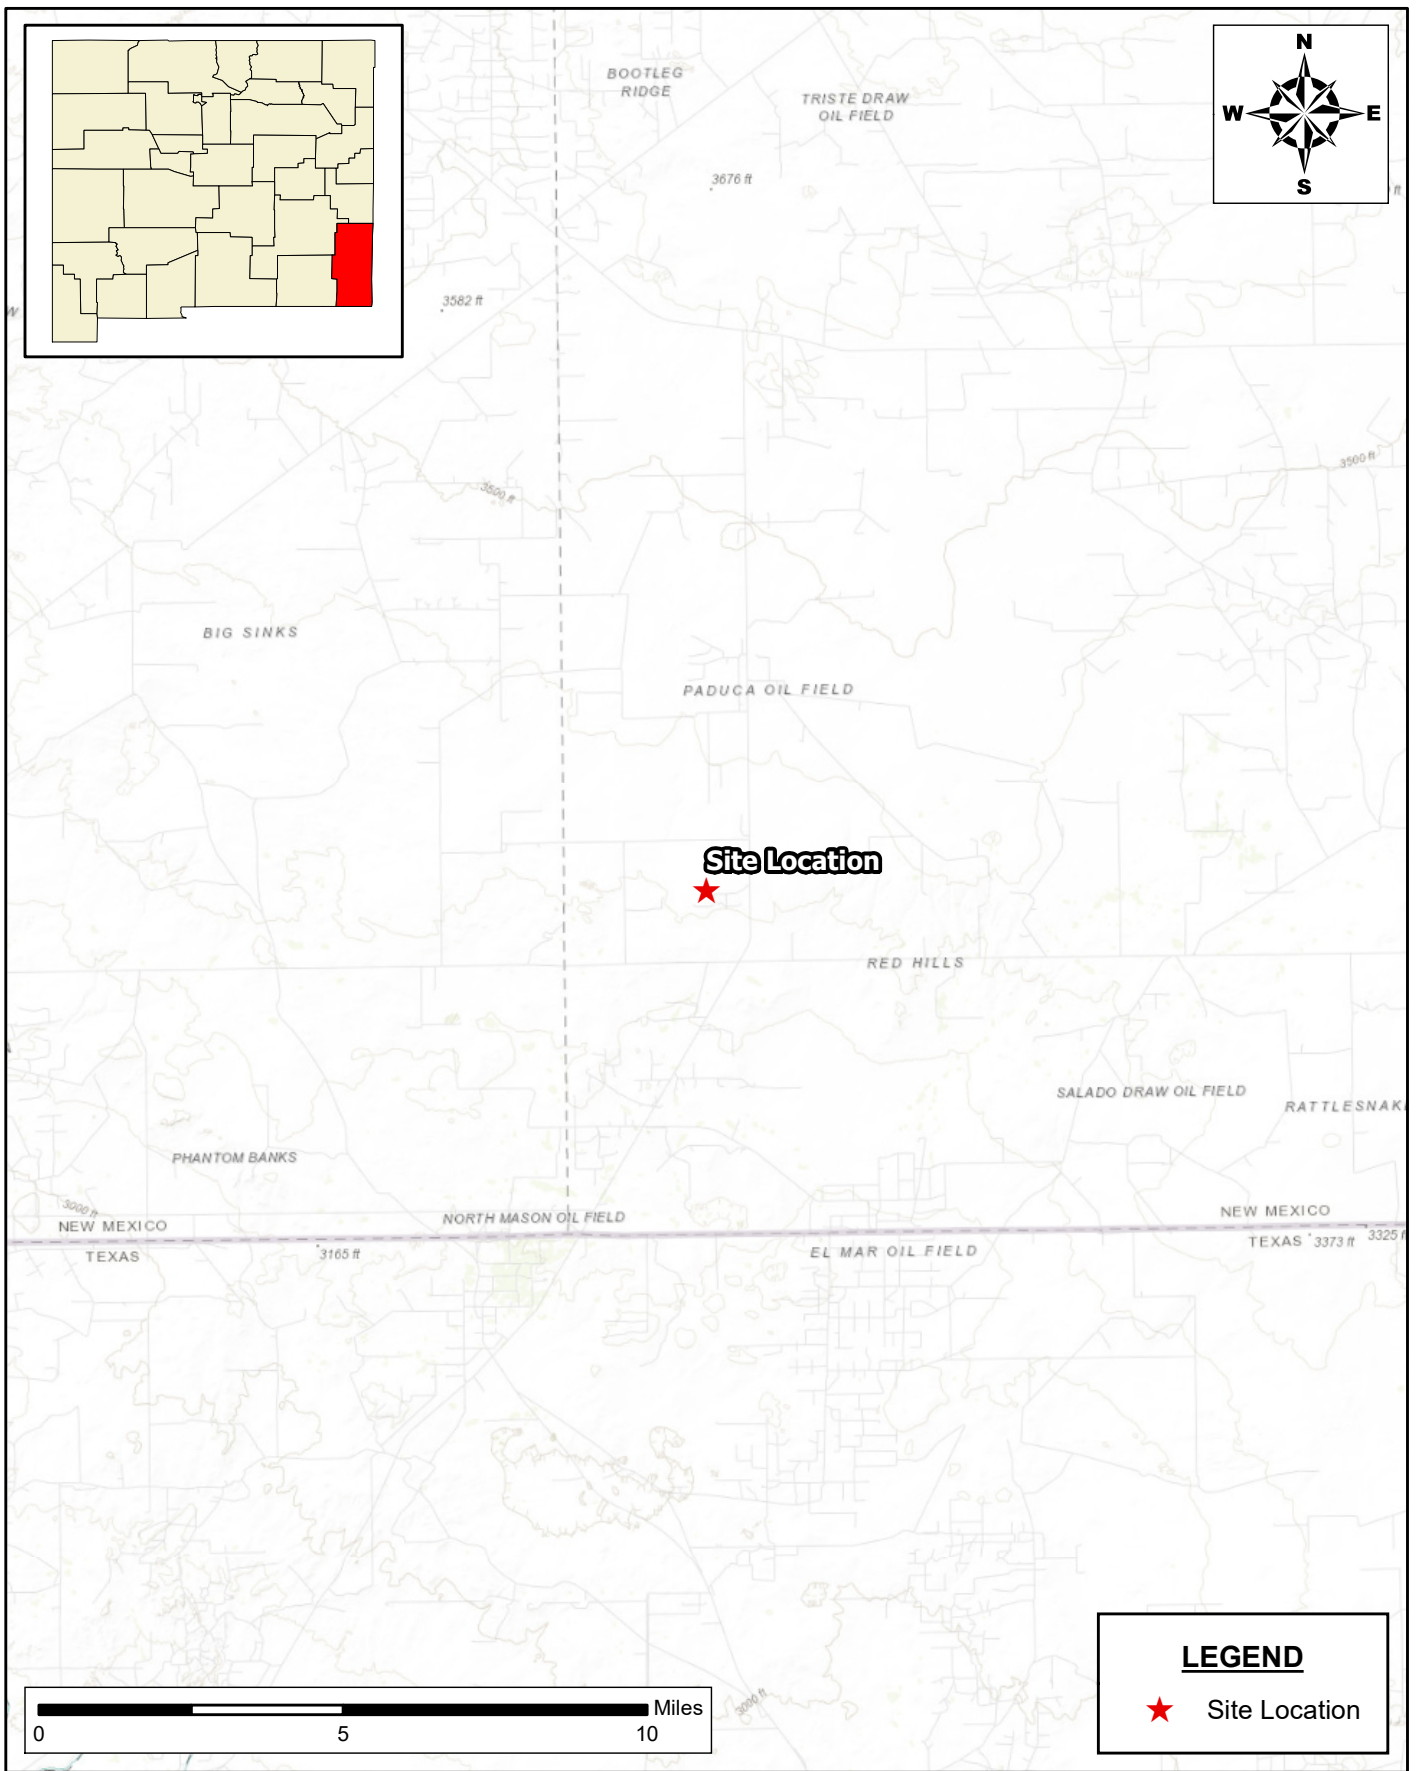 BOOTLEG
RIDGE
TRISTE DRAW
OIL FIELD
N
W
E
S
3676 ft
ft
3582 ft
W
3500 ft
3500 ft
BIG SINKS
PADUCA OIL FIELD
Site Location
RED HILLS
SALADO DRAW OIL FIELD
RATTLESNAK
PHANTOM BANKS
3000 ft
NEW MEXICO
NORTH MASON OIL FIELD
NEW MEXICO
TEXAS
3165 ft
EL MAR OIL FIELD
TEXAS
3373 ft
3325 f
3000 ft
LEGEND
Site Location
Miles
0
5
10